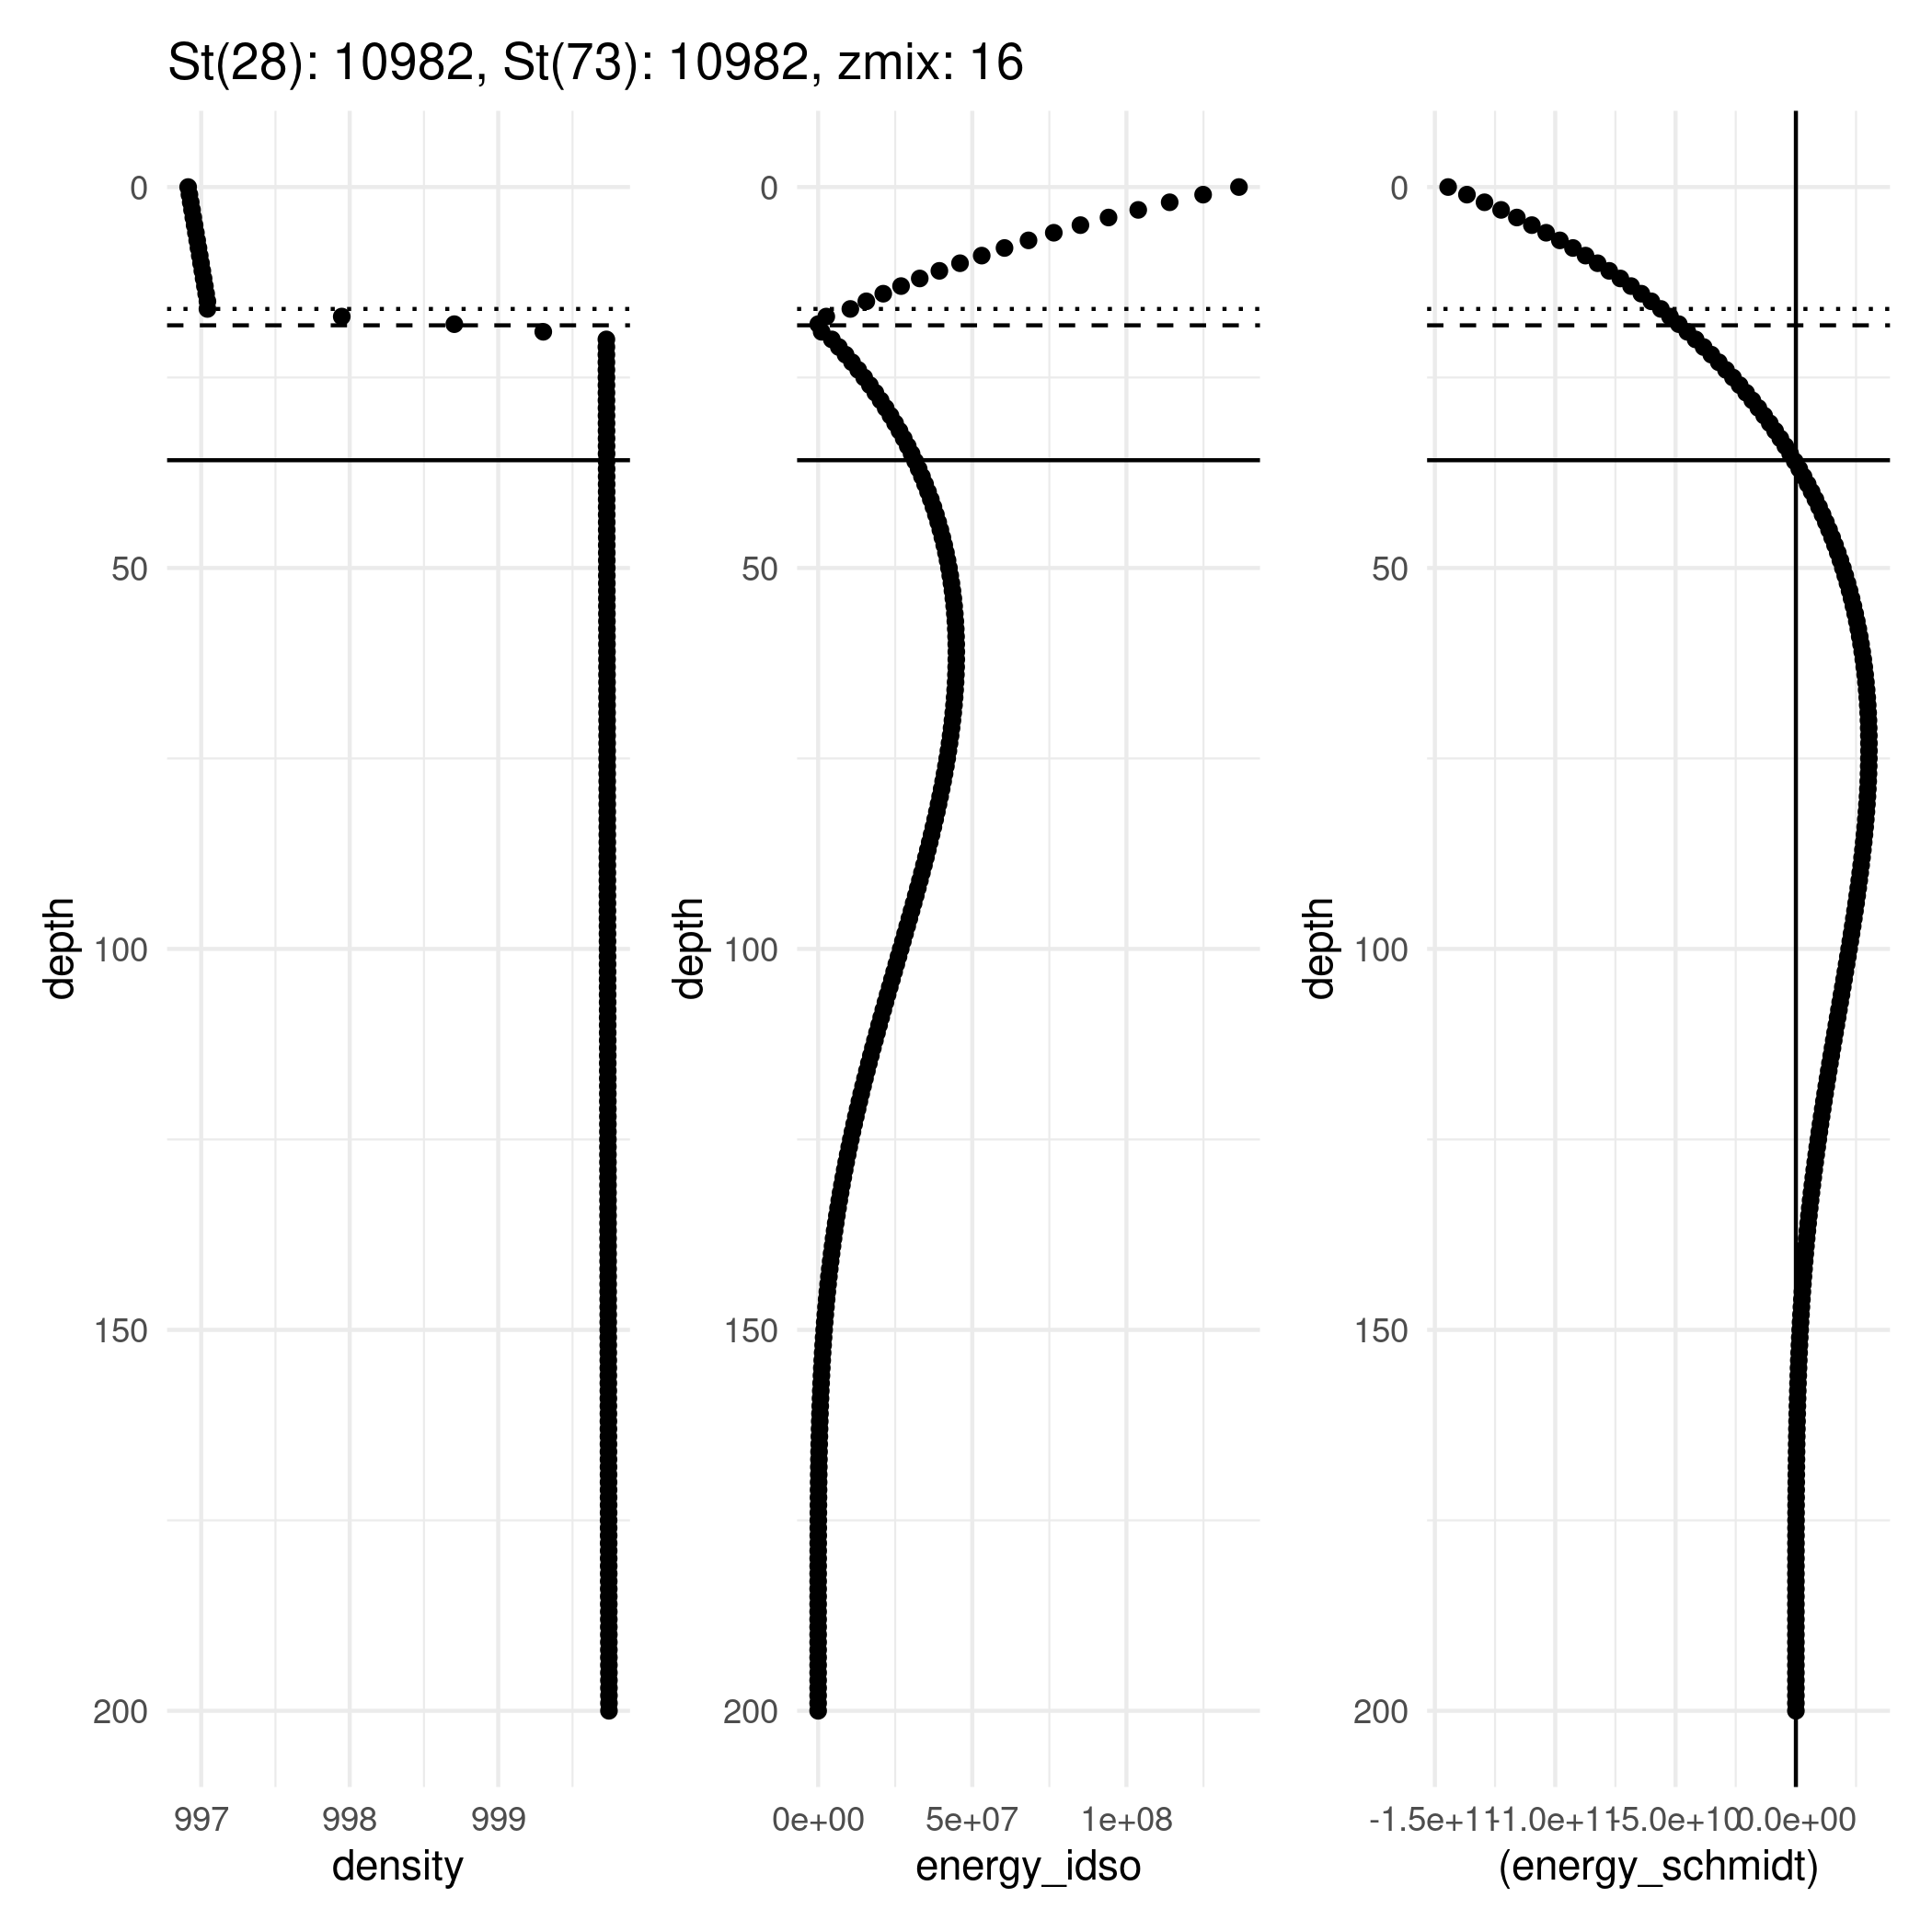 St(28): 10982, St(73): 10982, zmix: 16
0
50
100
150
200
depth
997
998
999
density
0
50
100
150
200
depth
0e+00
5e+07
1e+08
energy_idso
0
50
100
150
200
depth
-1.5e+11
-1.0e+11
-5.0e+10
0.0e+00
(energy_schmidt)